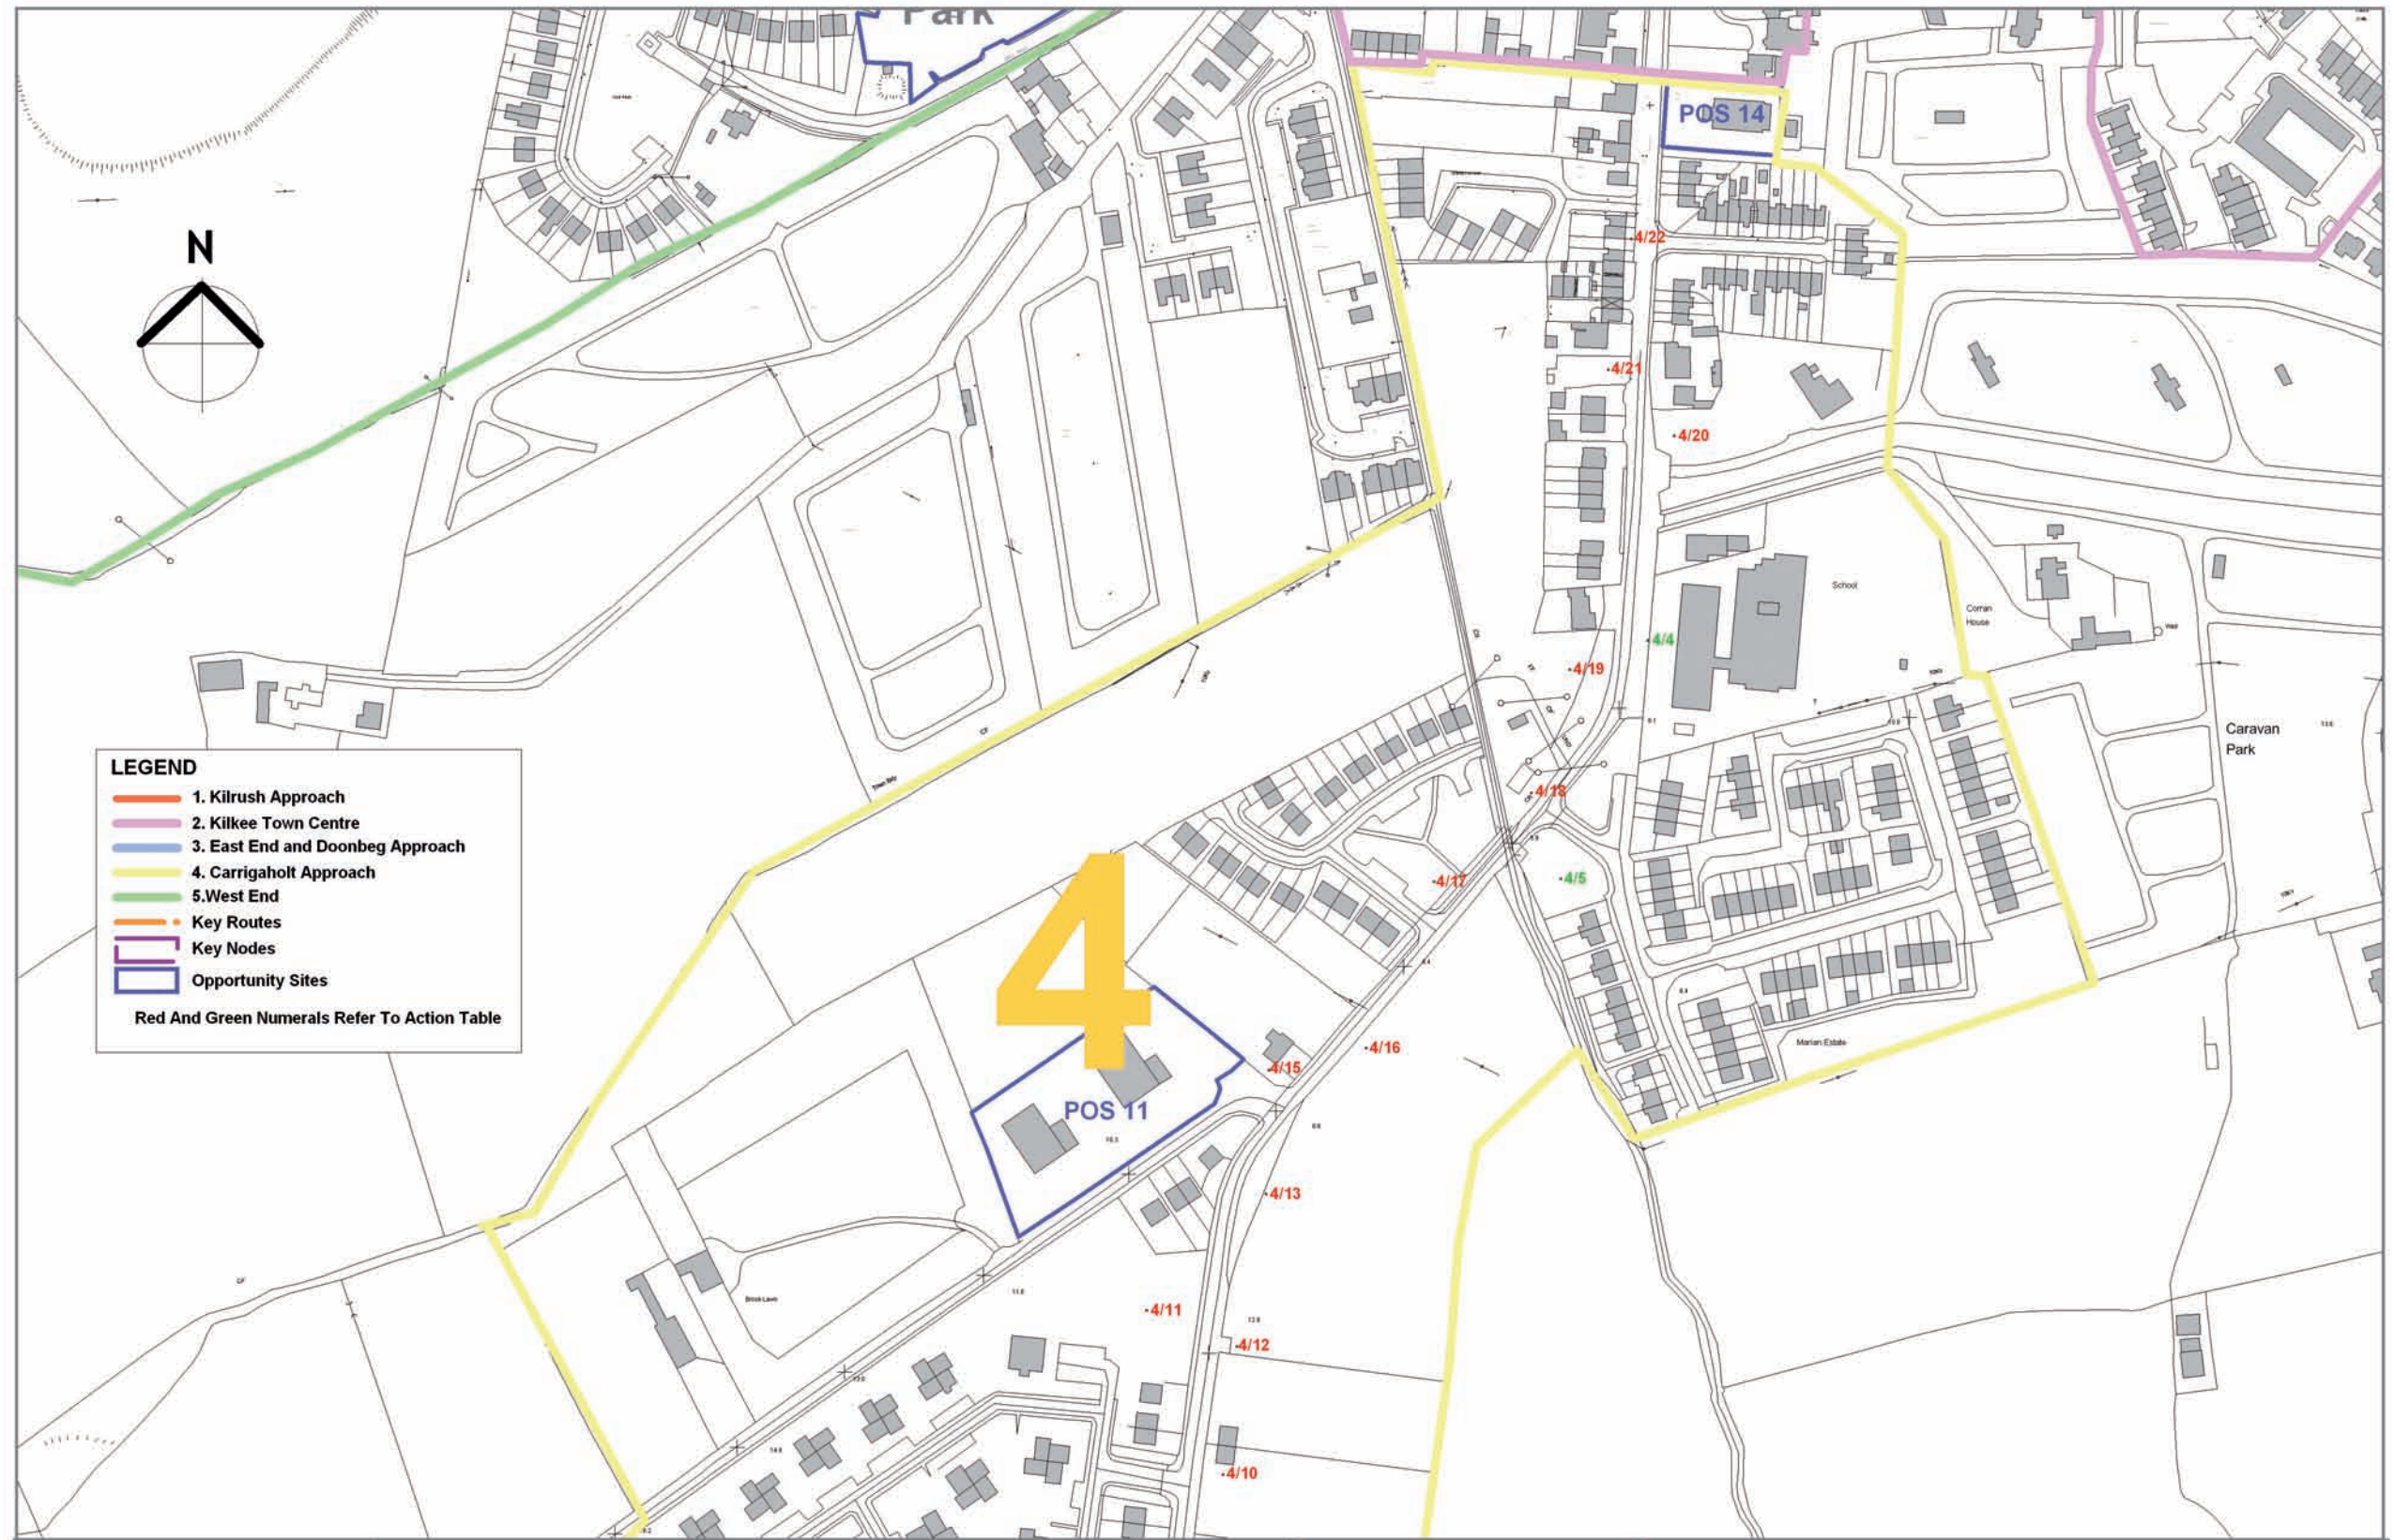 Park
POS 14
N
4/22
4/21
4/20
School
Corran
House
Well
4/4
4/19
Caravan
Park
4/18
4/17
4/5
LEGEND
1. Kilrush Approach
2. Kilkee Town Centre
3. East End and Doonbeg Approach
4. Carrigaholt Approach
5.West End
Key Routes
Key Nodes
Opportunity Sites
Red And Green Numerals Refer To Action Table
4
4/16
Marian Estate
4/15
POS 11
4/13
4/11
4/12
4/10